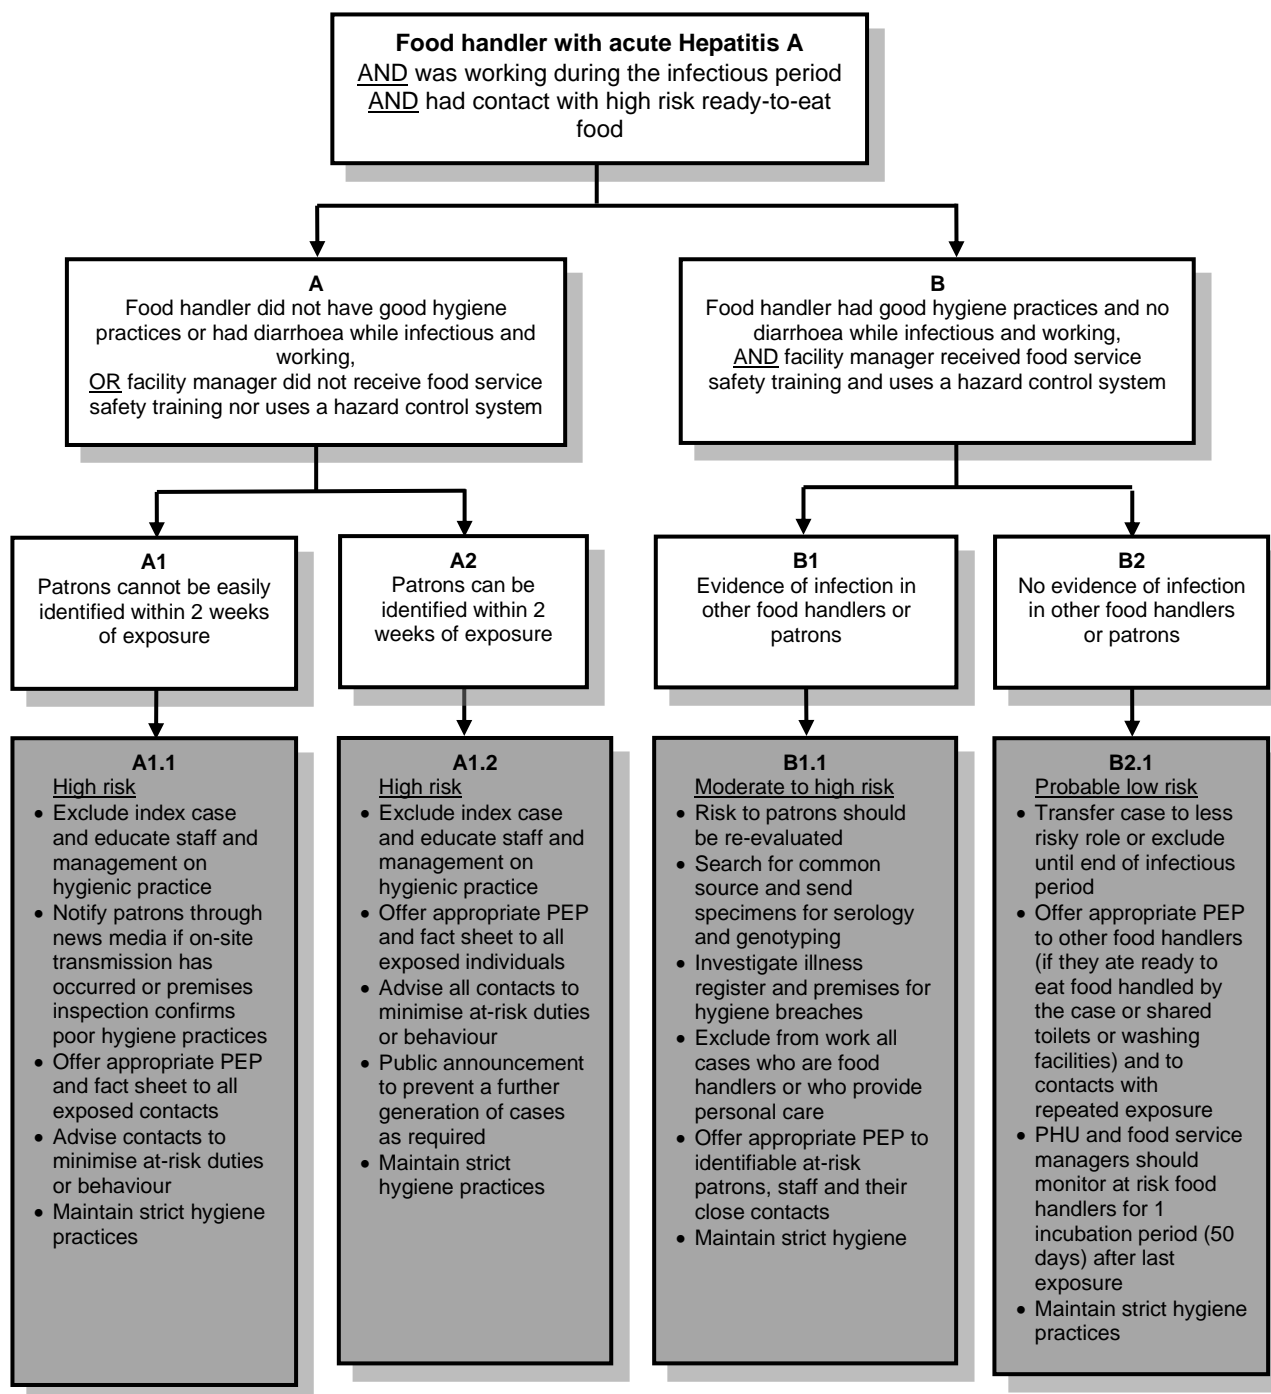 Food handler with acute Hepatitis A
AND was working during the infectious period
AND had contact with high risk ready-to-eat
food
A
Food handler did not have good hygiene
practices or had diarrhoea while infectious and
working,
OR facility manager did not receive food service
safety training nor uses a hazard control system
B
Food handler had good hygiene practices and no
diarrhoea while infectious and working,
AND facility manager received food service
safety training and uses a hazard control system
A1
Patrons cannot be easily
identified within 2 weeks
of exposure
A2
Patrons can be
identified within 2
weeks of exposure
B1
Evidence of infection in
other food handlers or
patrons
B2
No evidence of infection
in other food handlers
or patrons
A1.1
High risk
• Exclude index case
and educate staff and
management on
hygienic practice
• Notify patrons through
news media if on-site
transmission has
occurred or premises
inspection confirms
poor hygiene practices
• Offer appropriate PEP
and fact sheet to all
exposed contacts
• Advise contacts to
minimise at-risk duties
or behaviour
• Maintain strict hygiene
practices
A1.2
High risk
• Exclude index case
and educate staff and
management on
hygienic practice
• Offer appropriate PEP
and fact sheet to all
exposed individuals
• Advise all contacts to
minimise at-risk duties
or behaviour
• Public announcement
to prevent a further
generation of cases
as required
• Maintain strict
hygiene practices
B1.1
Moderate to high risk
• Risk to patrons should
be re-evaluated
• Search for common
source and send
specimens for serology
and genotyping
• Investigate illness
register and premises for
hygiene breaches
• Exclude from work all
cases who are food
handlers or who provide
personal care
• Offer appropriate PEP to
identifiable at-risk
patrons, staff and their
close contacts
• Maintain strict hygiene
B2.1
Probable low risk
• Transfer case to less
risky role or exclude
until end of infectious
period
• Offer appropriate PEP
to other food handlers
(if they ate ready to
eat food handled by
the case or shared
toilets or washing
facilities) and to
contacts with
repeated exposure
• PHU and food service
managers should
monitor at risk food
handlers for 1
incubation period (50
days) after last
exposure
• Maintain strict hygiene
practices